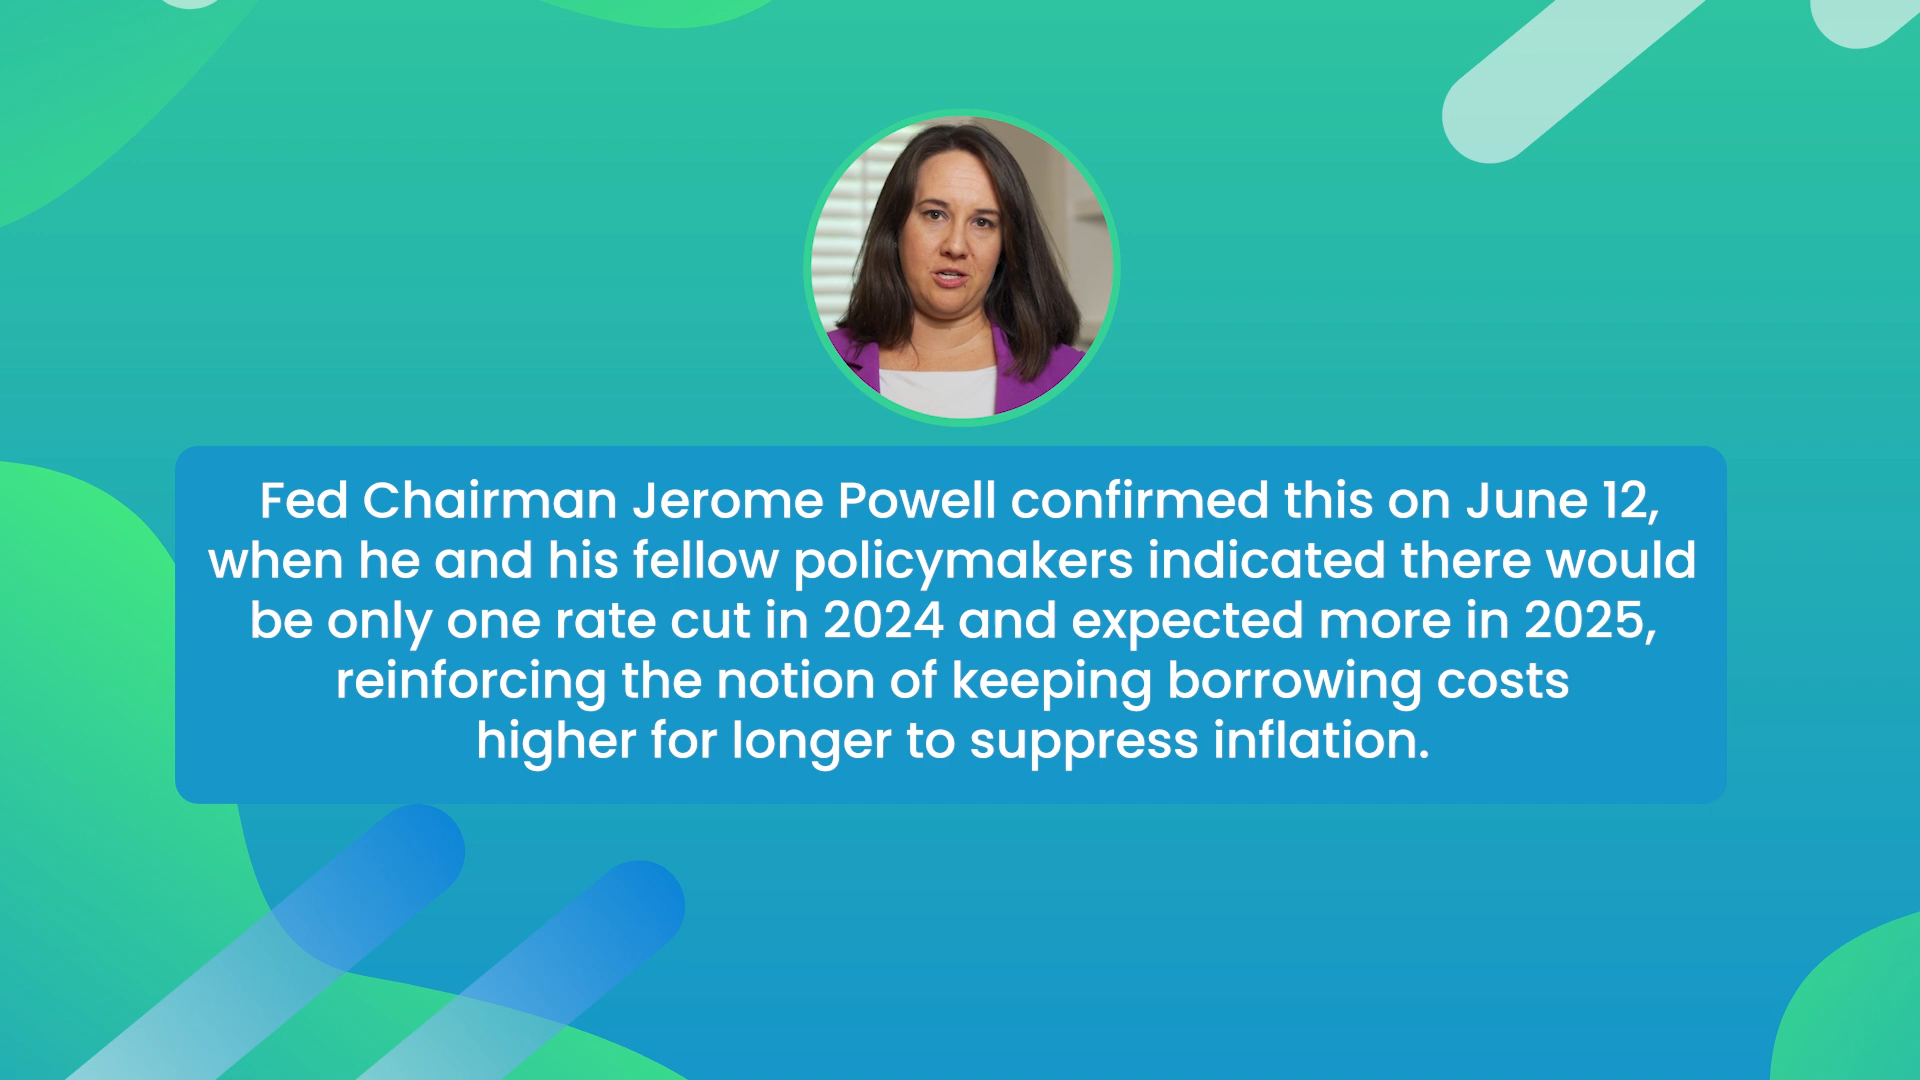 Fed Chairman Jerome Powell confirmed this on June 12,
when he and his fellow policymakers indicated there would
be only one rate cut in 2024 and expected more in 2025,
reinforcing the notion of keeping borrowing costs
higher for longer to suppress inflation.